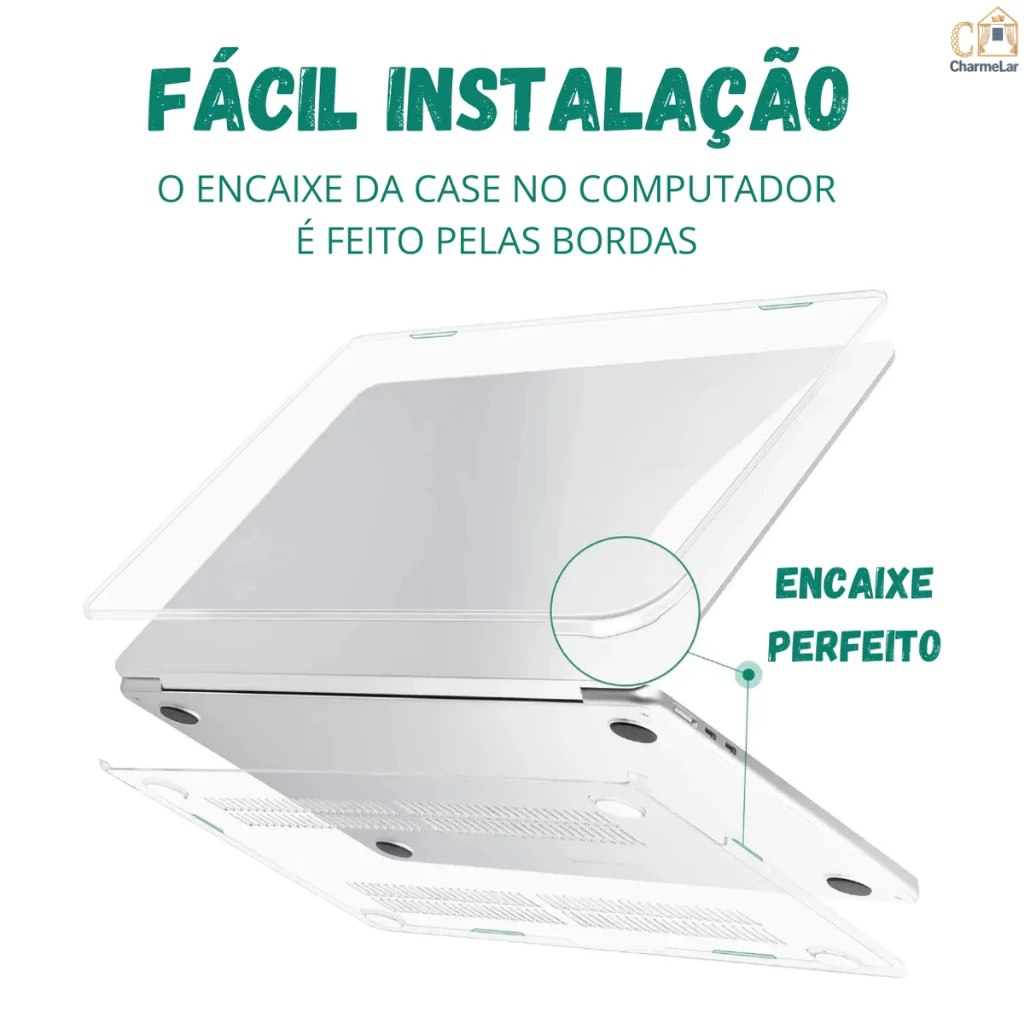 CharmeLar
FÁCIL INSTALAÇÃO
O ENCAIXE DA CASE NO COMPUTADOR
É FEITO PELAS BORDAS
ENCAIXE
PERFEITO